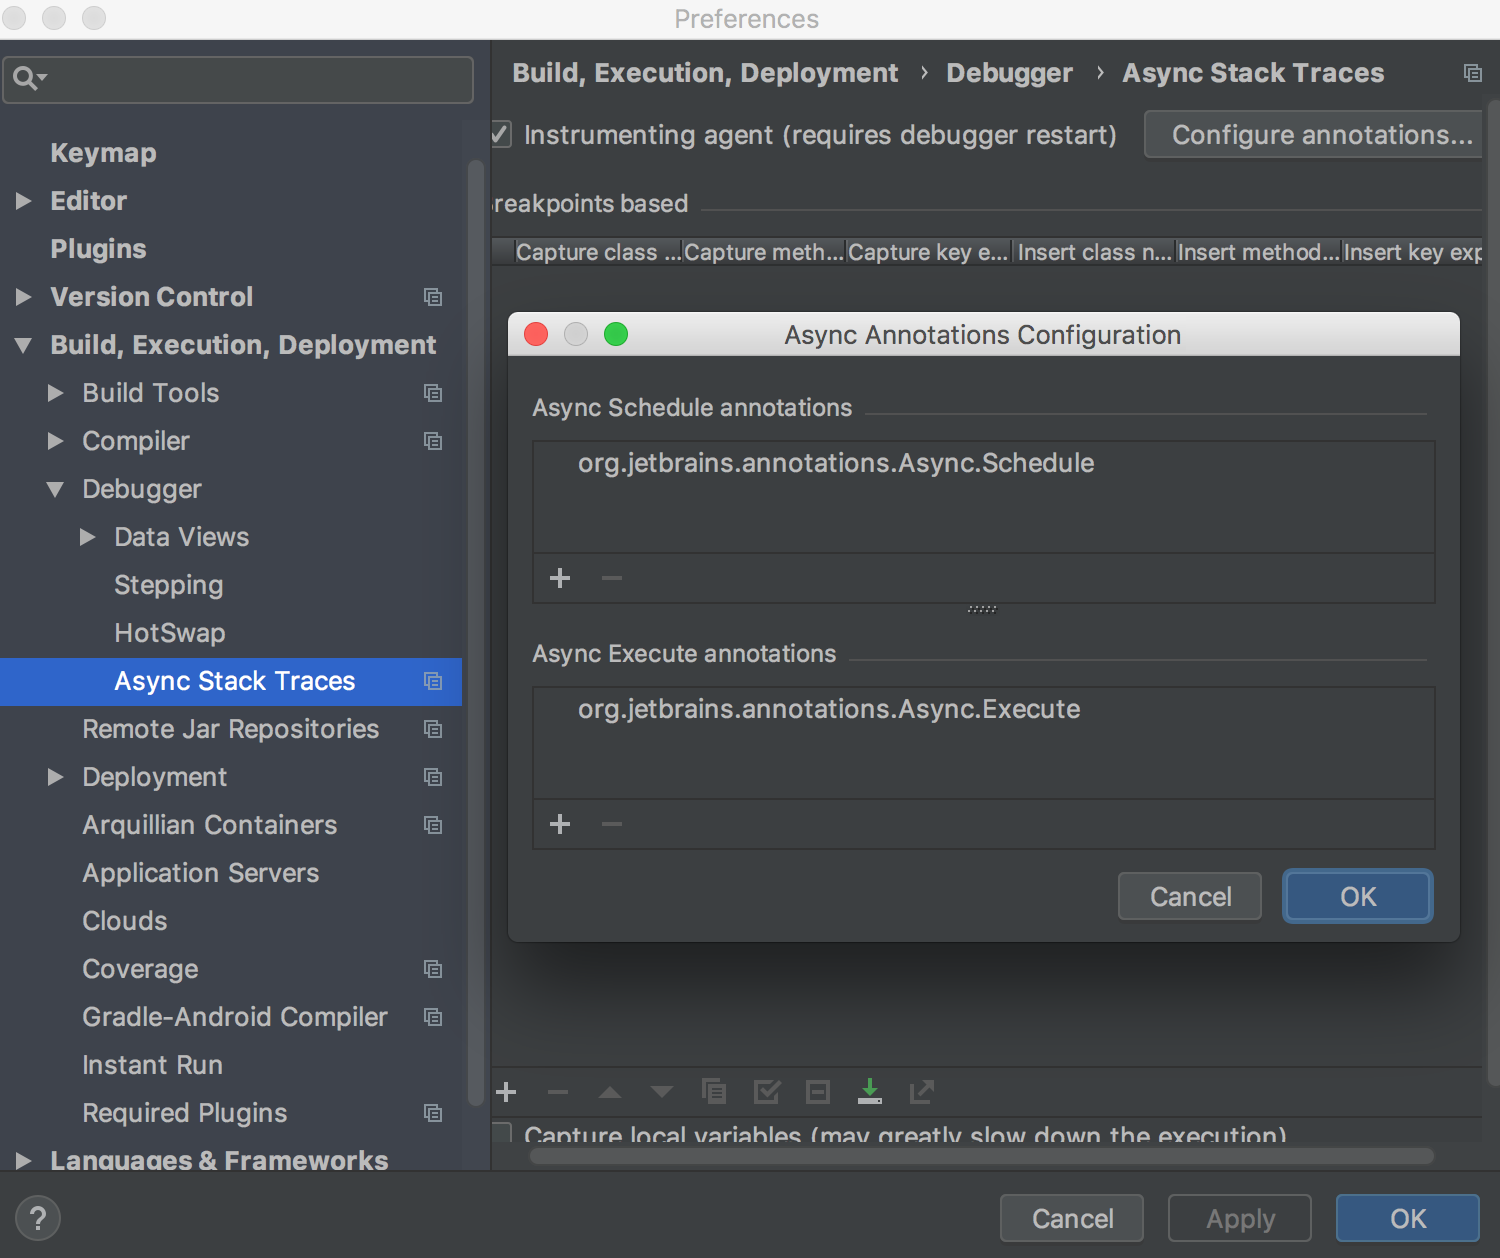 Preferences
Build, Execution, Deployment › Debugger › Async Stack Traces
Keymap
Editor
Plugins
Version Control
Build, Execution, Deployment
Build Tools
Compiler
Debugger
Data Views
Stepping
HotSwap
Async Stack Traces
Remote Jar Repositories
Deployment
Arquillian Containers
Application Servers
Clouds
Coverage
Gradle-Android Compiler
Instant Run
Required Plugins
Languages & Frameworks
Instrumenting agent (requires debugger restart)
Configure annotations...
reakpoints based
Capture class ... Capture meth... Capture key e... Insert class n... Insert method... Insert key exp
Async Annotations Configuration
Async Schedule annotations
org.jetbrains.annotations.Async.Schedule
Async Execute annotations
org.jetbrains.annotations.Async.Execute
Cancel
OK
Capture local variables (may greatly slow down the execution)
?
Cancel
Apply
OK